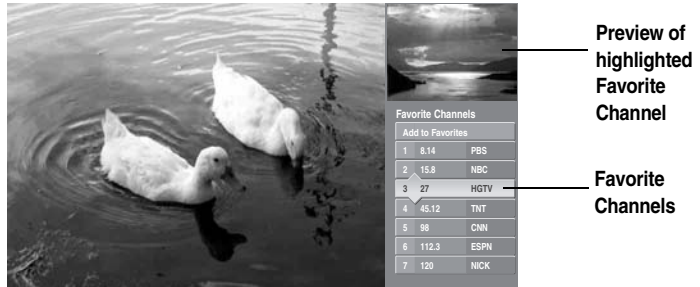 Preview of
highlighted
Favorite
Channel
Favorite Channels
Add to Favorites
1 8.14 PBS
2 15.8 NBC
3 27 HGTV
4 45.12 TNT
5 98 CNN
6 112.3 ESPN
7 120 NICK
Favorite
Channels